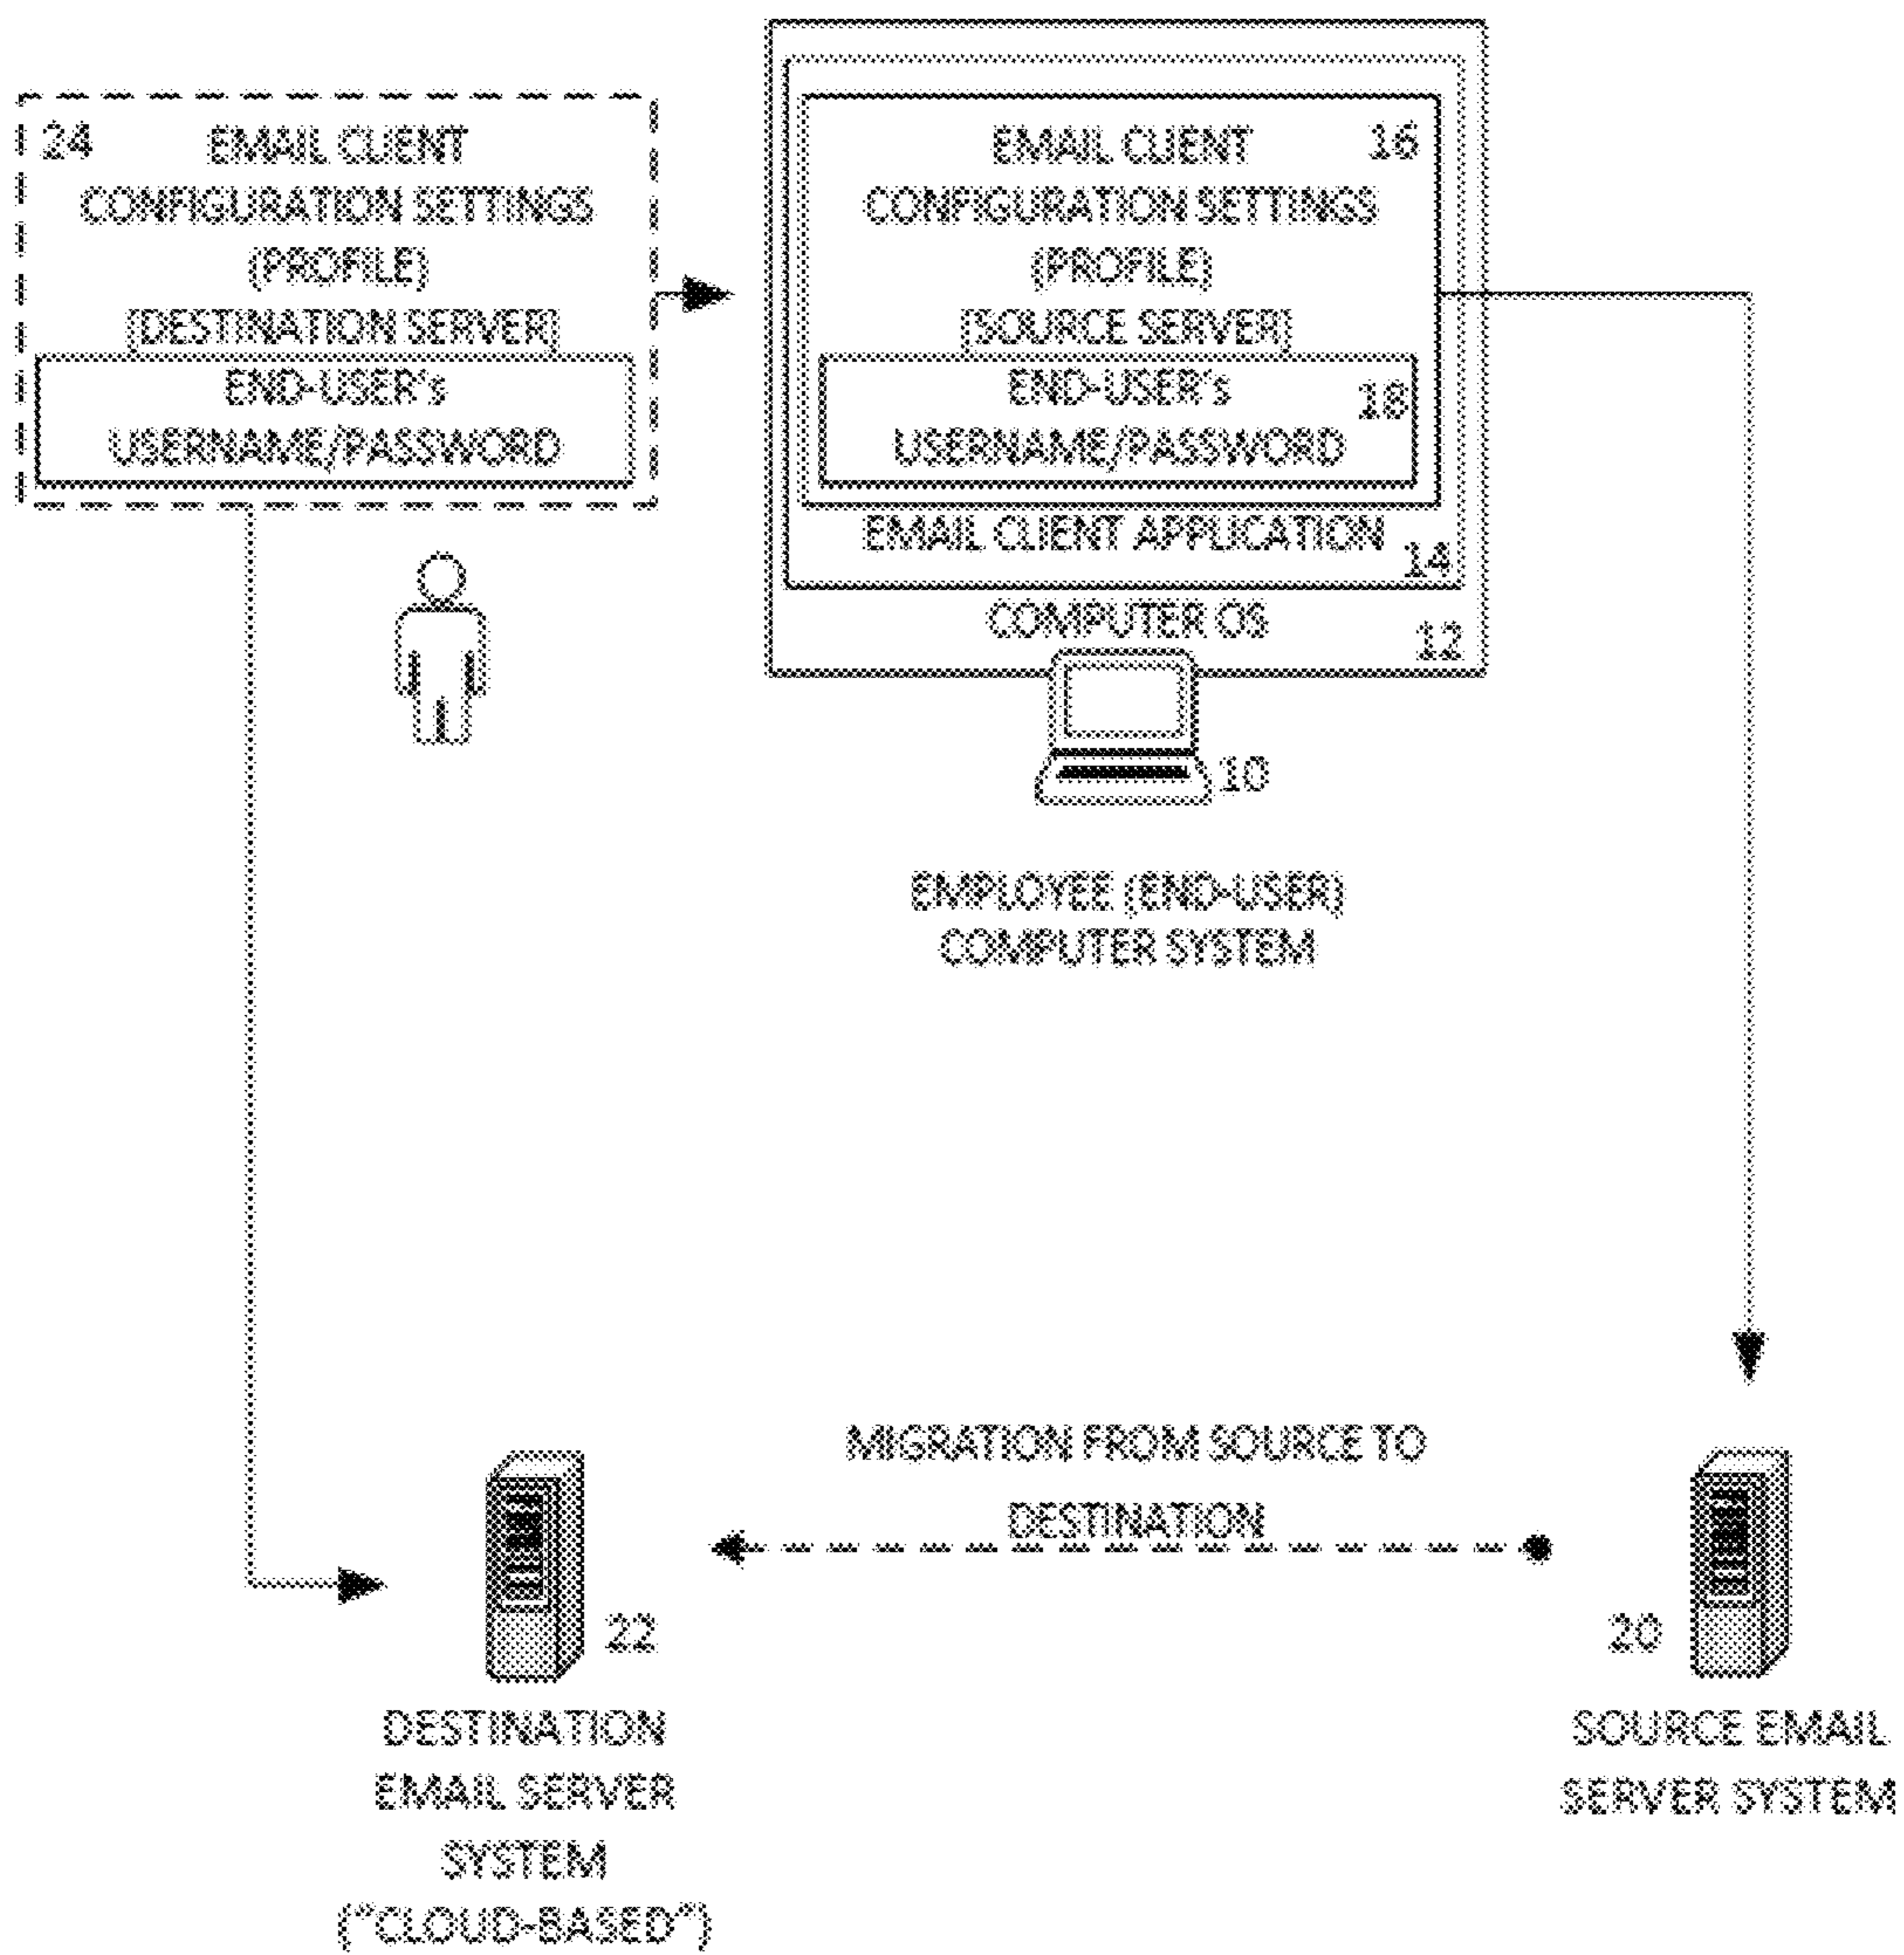 24
EMAIL CLIENT
CONFIGURATION SETTINGS
(PROFILE)
[DESTINATION SERVER]
END-USER's
USERNAME/PASSWORD
EMAIL CLIENT
16
CONFIGURATION SETTINGS
(PROFILE)
[SOURCE SERVER]
END-USER's
18
USERNAME/PASSWORD
EMAIL CLIENT APPLICATION
14
COMPUTER OS
12
10
EMPLOYEE (END-USER)
COMPUTER SYSTEM
MIGRATION FROM SOURCE TO
DESTINATION
22
DESTINATION
EMAIL SERVER
SYSTEM
("CLOUD-BASED")
20
SOURCE EMAIL
SERVER SYSTEM